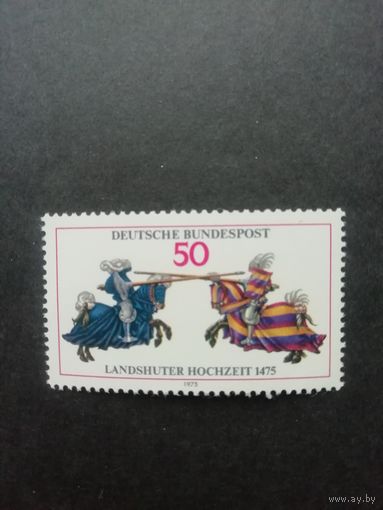 DEUTSCHE BUNDESPOST
50
LANDSHUTER HOCHZEIT 1475
1975
www.ay.by